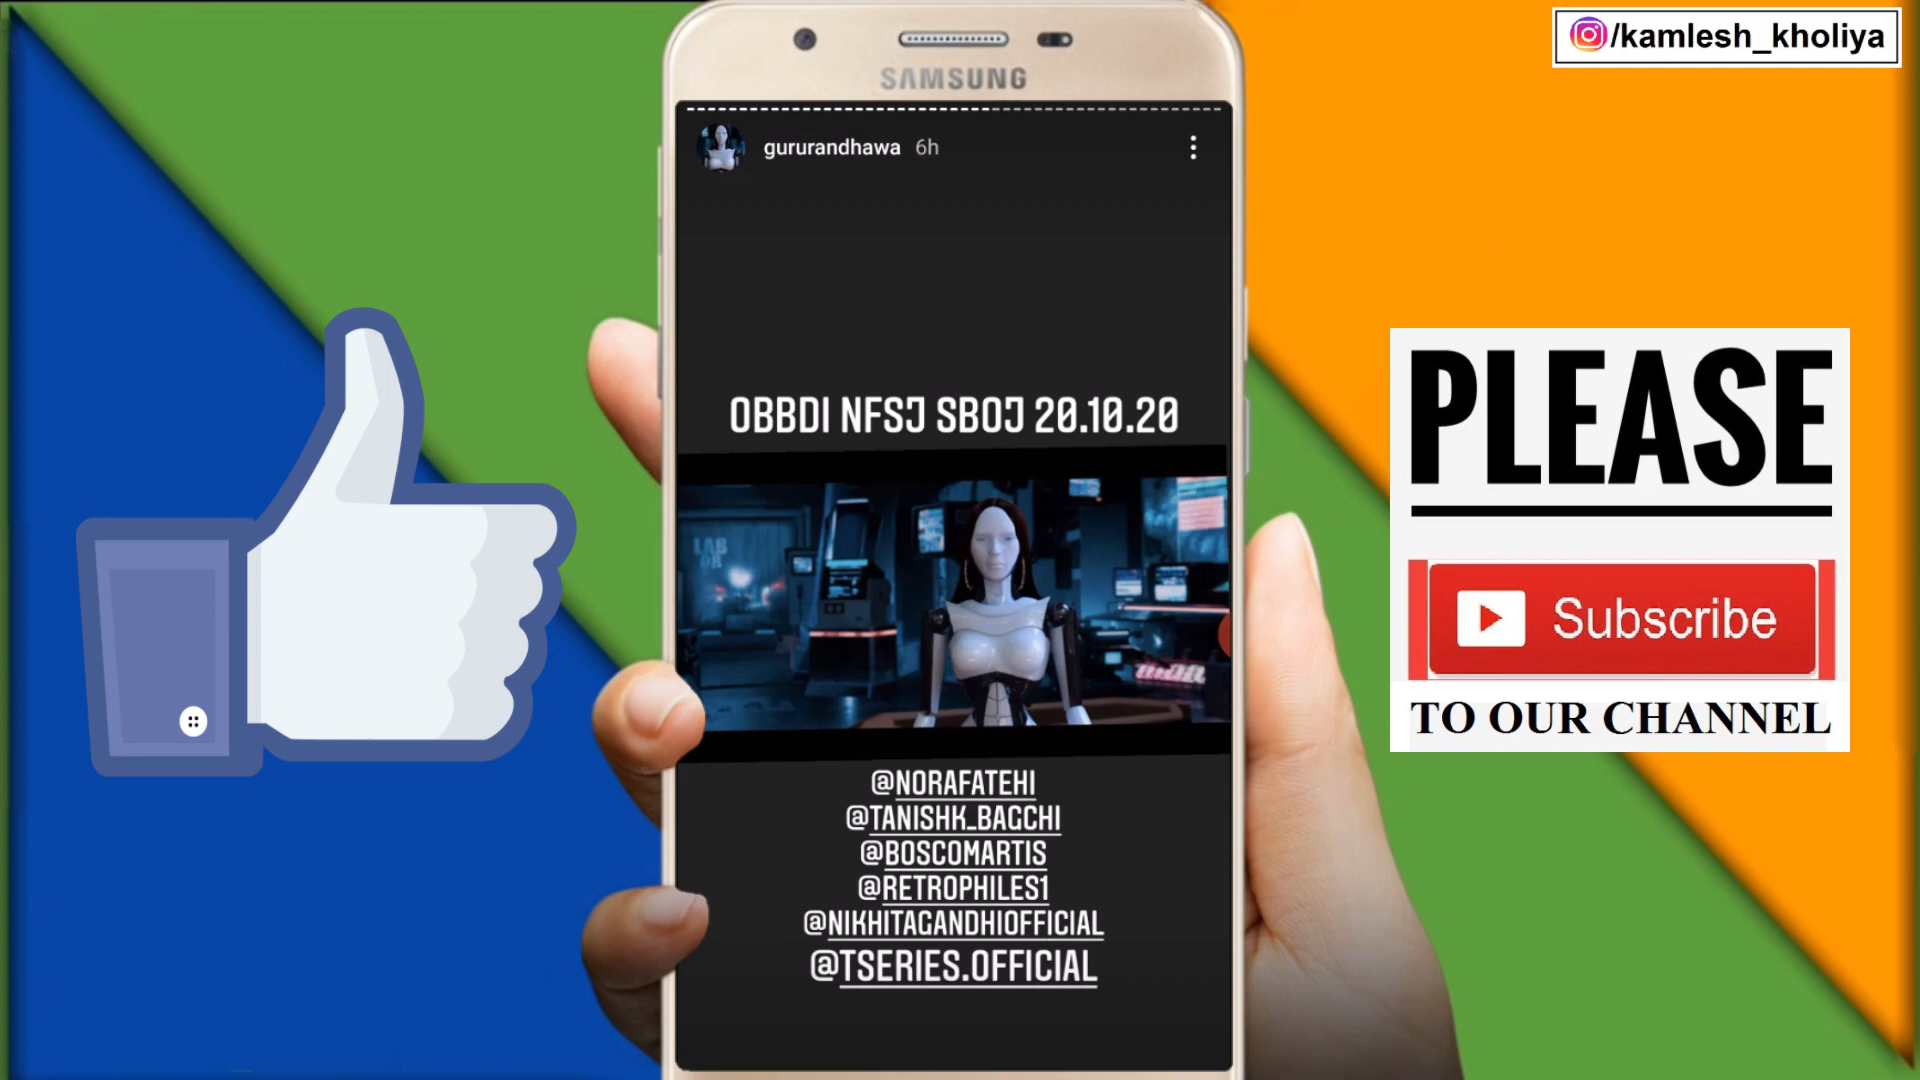 /kamlesh_kholiya
SAMSUNG
gururandhawa 6h
OBBDI NFSJ SBOJ 20.10.20
LAB
@NORAFATEHI
@TANISHK_BAGCHI
@BOSCOMARTIS
@RETROPHILES1
@NIKHITAGANDHIOFFICIAL
@TSERIES.OFFICIAL
PLEASE
Subscribe
TO OUR CHANNEL